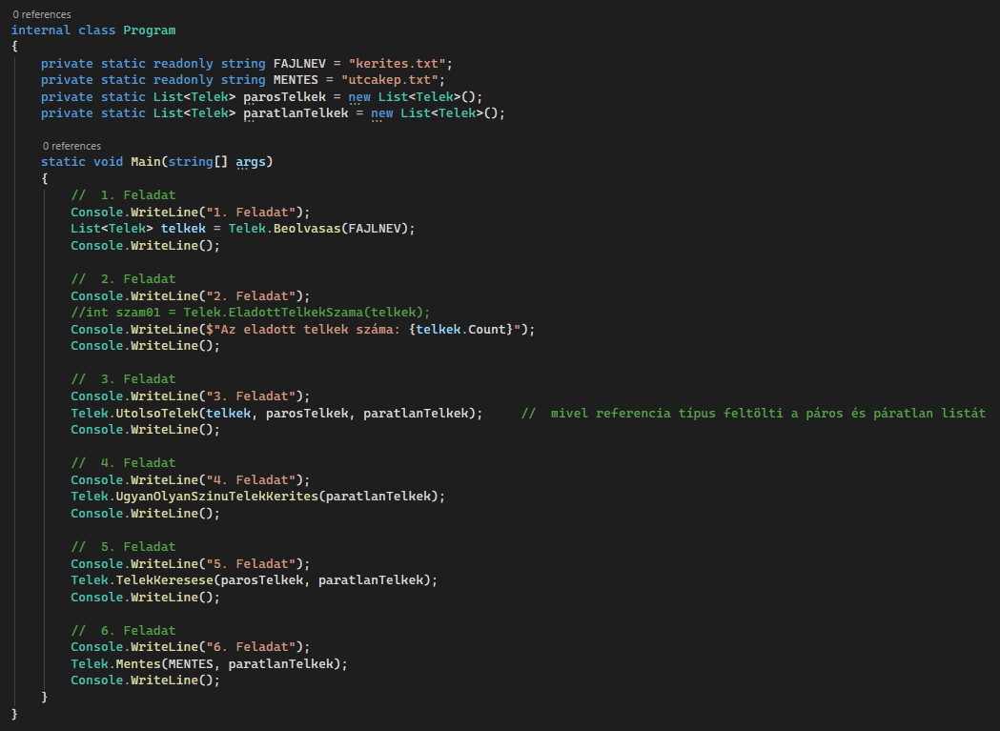 0 references
internal class Program
{
private static readonly string FAJLNEV = "kerites.txt";
private static readonly string MENTES = "utcakep.txt";
private static List<Telek> parosTelkek = new List<Telek>();
private static List<Telek> paratlanTelkek = new List<Telek>();
0 references
static void Main(string[] args)
{
//  1. Feladat
Console.WriteLine("1. Feladat");
List<Telek> telkek = Telek.Beolvasas(FAJLNEV);
Console.WriteLine();
//  2. Feladat
Console.WriteLine("2. Feladat");
//int szam01 = Telek.EladottTelkekSzama(telkek);
Console.WriteLine($"Az eladott telkek száma: {telkek.Count}");
Console.WriteLine();
//  3. Feladat
Console.WriteLine("3. Feladat");
Telek.UtolsoTelek(telkek, parosTelkek, paratlanTelkek);     //  mivel referencia típus feltölti a páros és páratlan listát
Console.WriteLine();
//  4. Feladat
Console.WriteLine("4. Feladat");
Telek.UgyanOlyanSzinuTelekKerites(paratlanTelkek);
Console.WriteLine();
//  5. Feladat
Console.WriteLine("5. Feladat");
Telek.TelekKeresese(parosTelkek, paratlanTelkek);
Console.WriteLine();
//  6. Feladat
Console.WriteLine("6. Feladat");
Telek.Mentes(MENTES, paratlanTelkek);
Console.WriteLine();
}
}